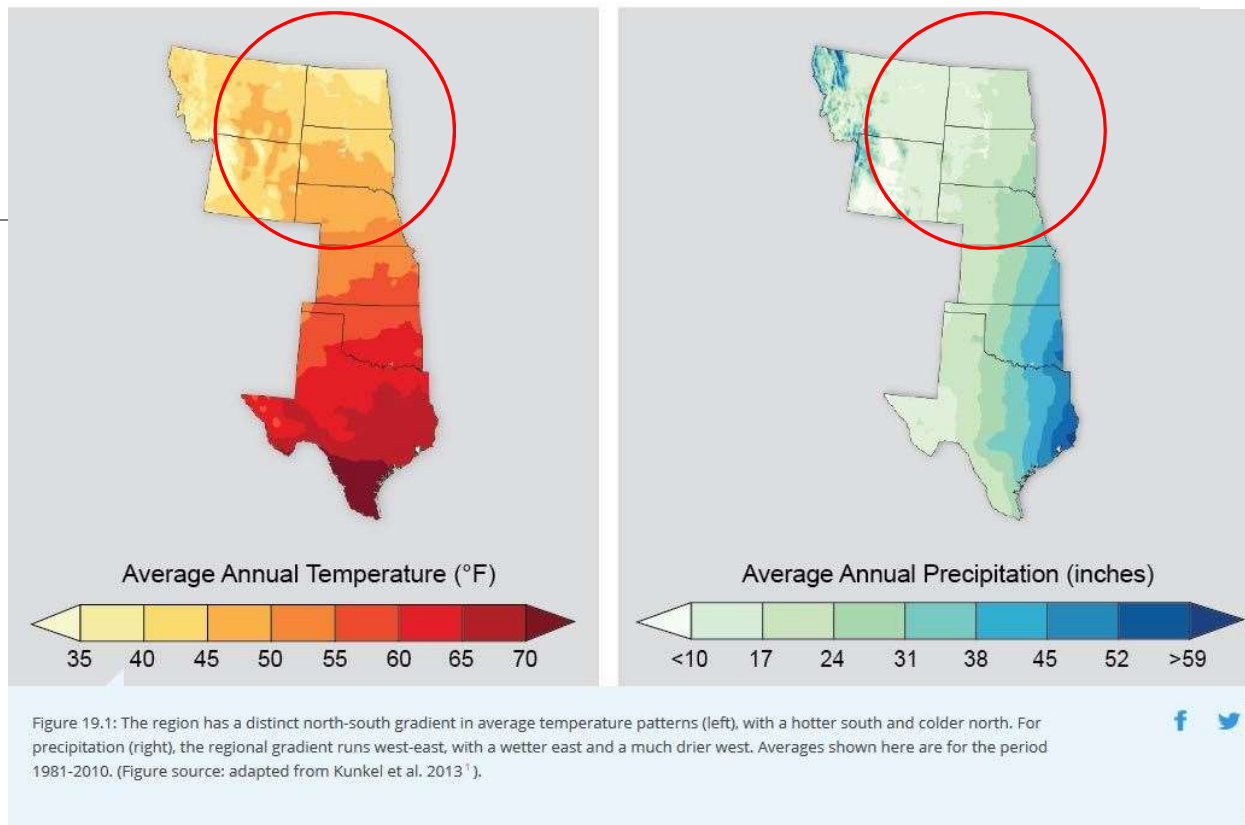 Average Annual Temperature (°F)
35 40 45 50 55 60 65 70
Average Annual Precipitation (inches)
<10 17 24 31 38 45 52 >59
Figure 19.1: The region has a distinct north-south gradient in average temperature patterns (left), with a hotter south and colder north. For
precipitation (right), the regional gradient runs west-east, with a wetter east and a much drier west. Averages shown here are for the period
1981-2010. (Figure source: adapted from Kunkel et al. 2013¹ ).